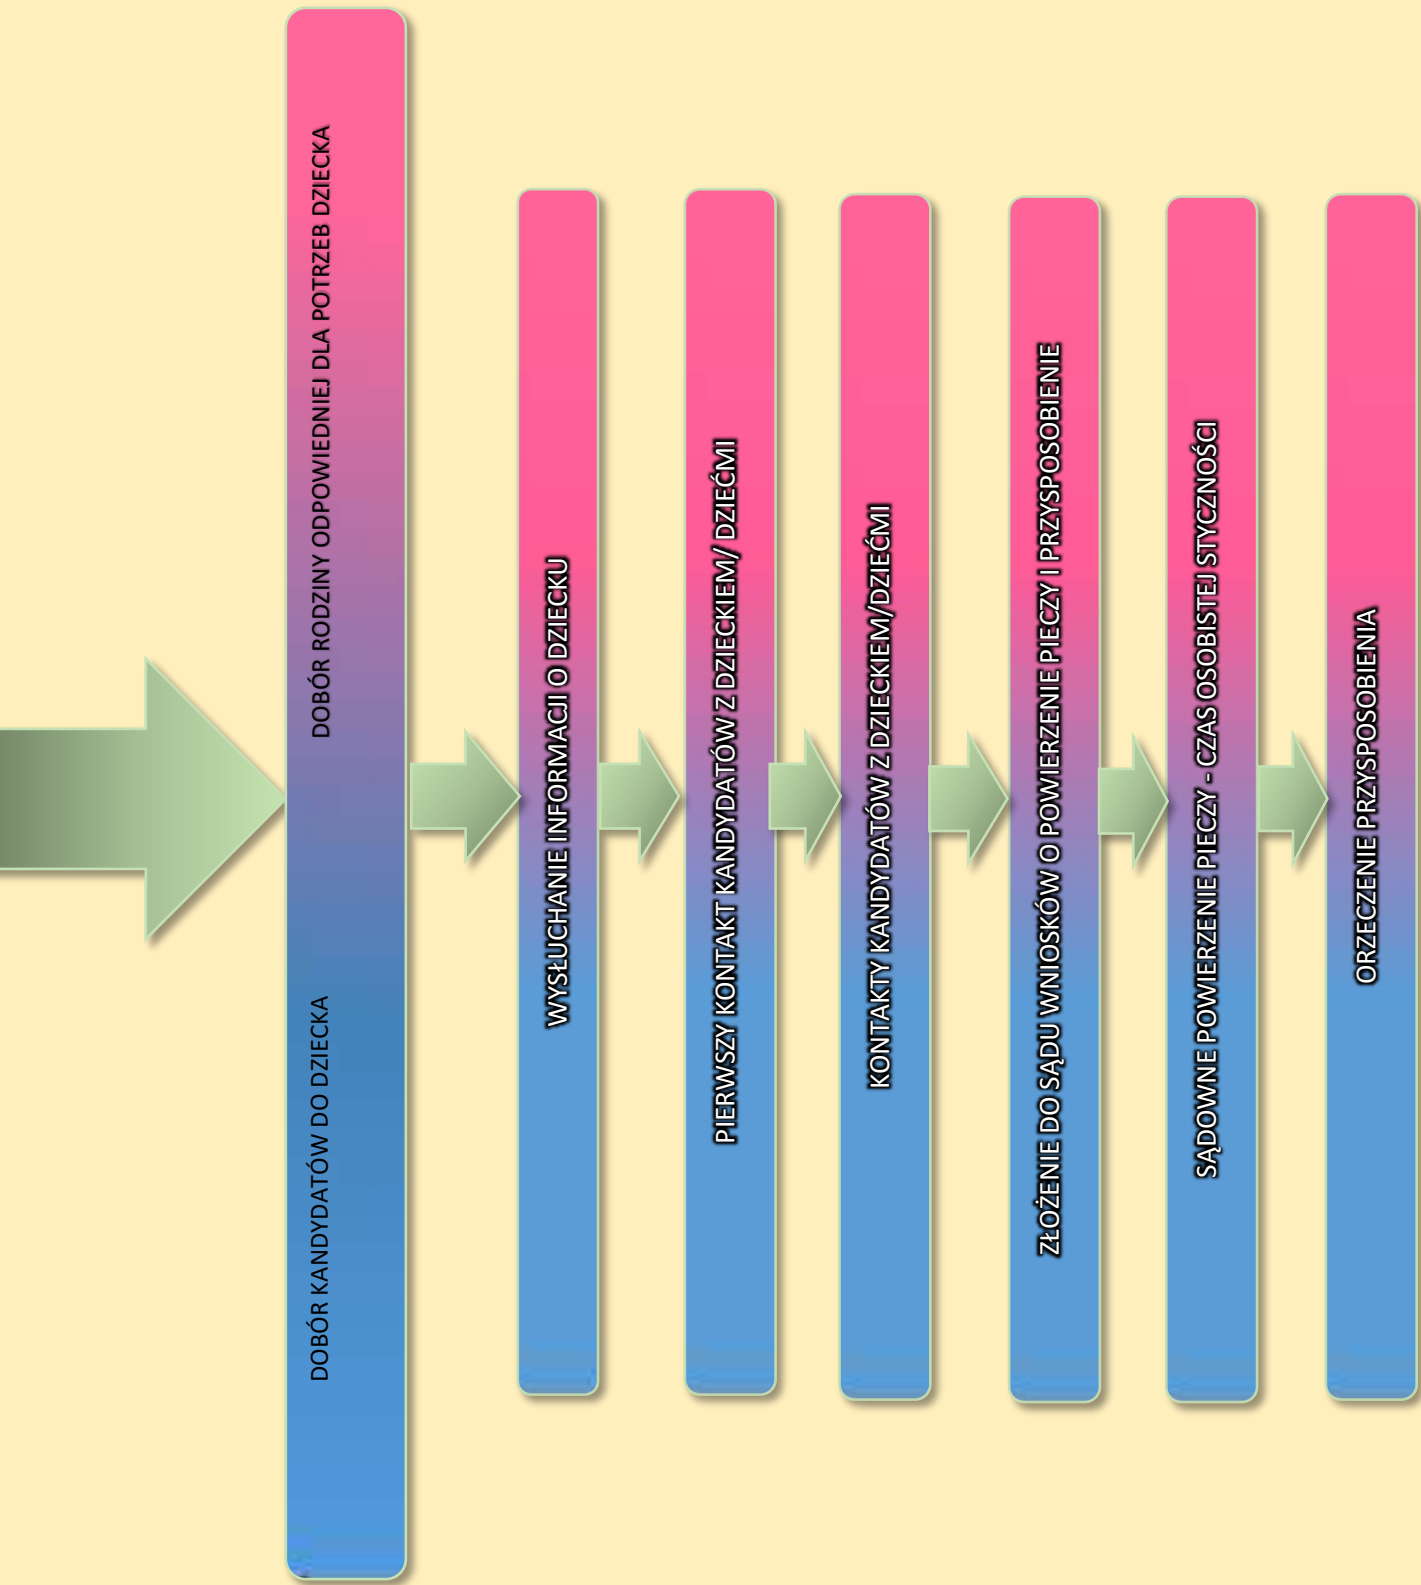 DOBÓR KANDYDATÓW DO DZIECKA
DOBÓR RODZINY ODPOWIEDNIEJ DLA POTRZEB DZIECKA
WYSŁUCHANIE INFORMACJI O DZIECKU
PIERWSZY KONTAKT KANDYDATÓW Z DZIECKIEM/ DZIEĆMI
KONTAKTY KANDYDATÓW Z DZIECKIEM/DZIEĆMI
ZŁOŻENIE DO SĄDU WNIOSKÓW O POWIERZENIE PIECZY I PRZYSPOSOBIENIE
SĄDOWNE POWIERZENIE PIECZY - CZAS OSOBISTEJ STYCZNOŚCI
ORZECZENIE PRZYSPOSOBIENIA